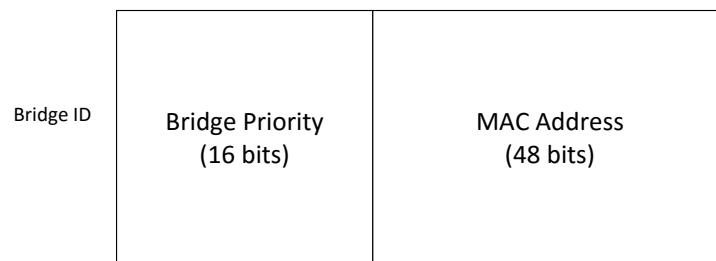 Bridge ID
Bridge Priority
(16 bits)
MAC Address
(48 bits)